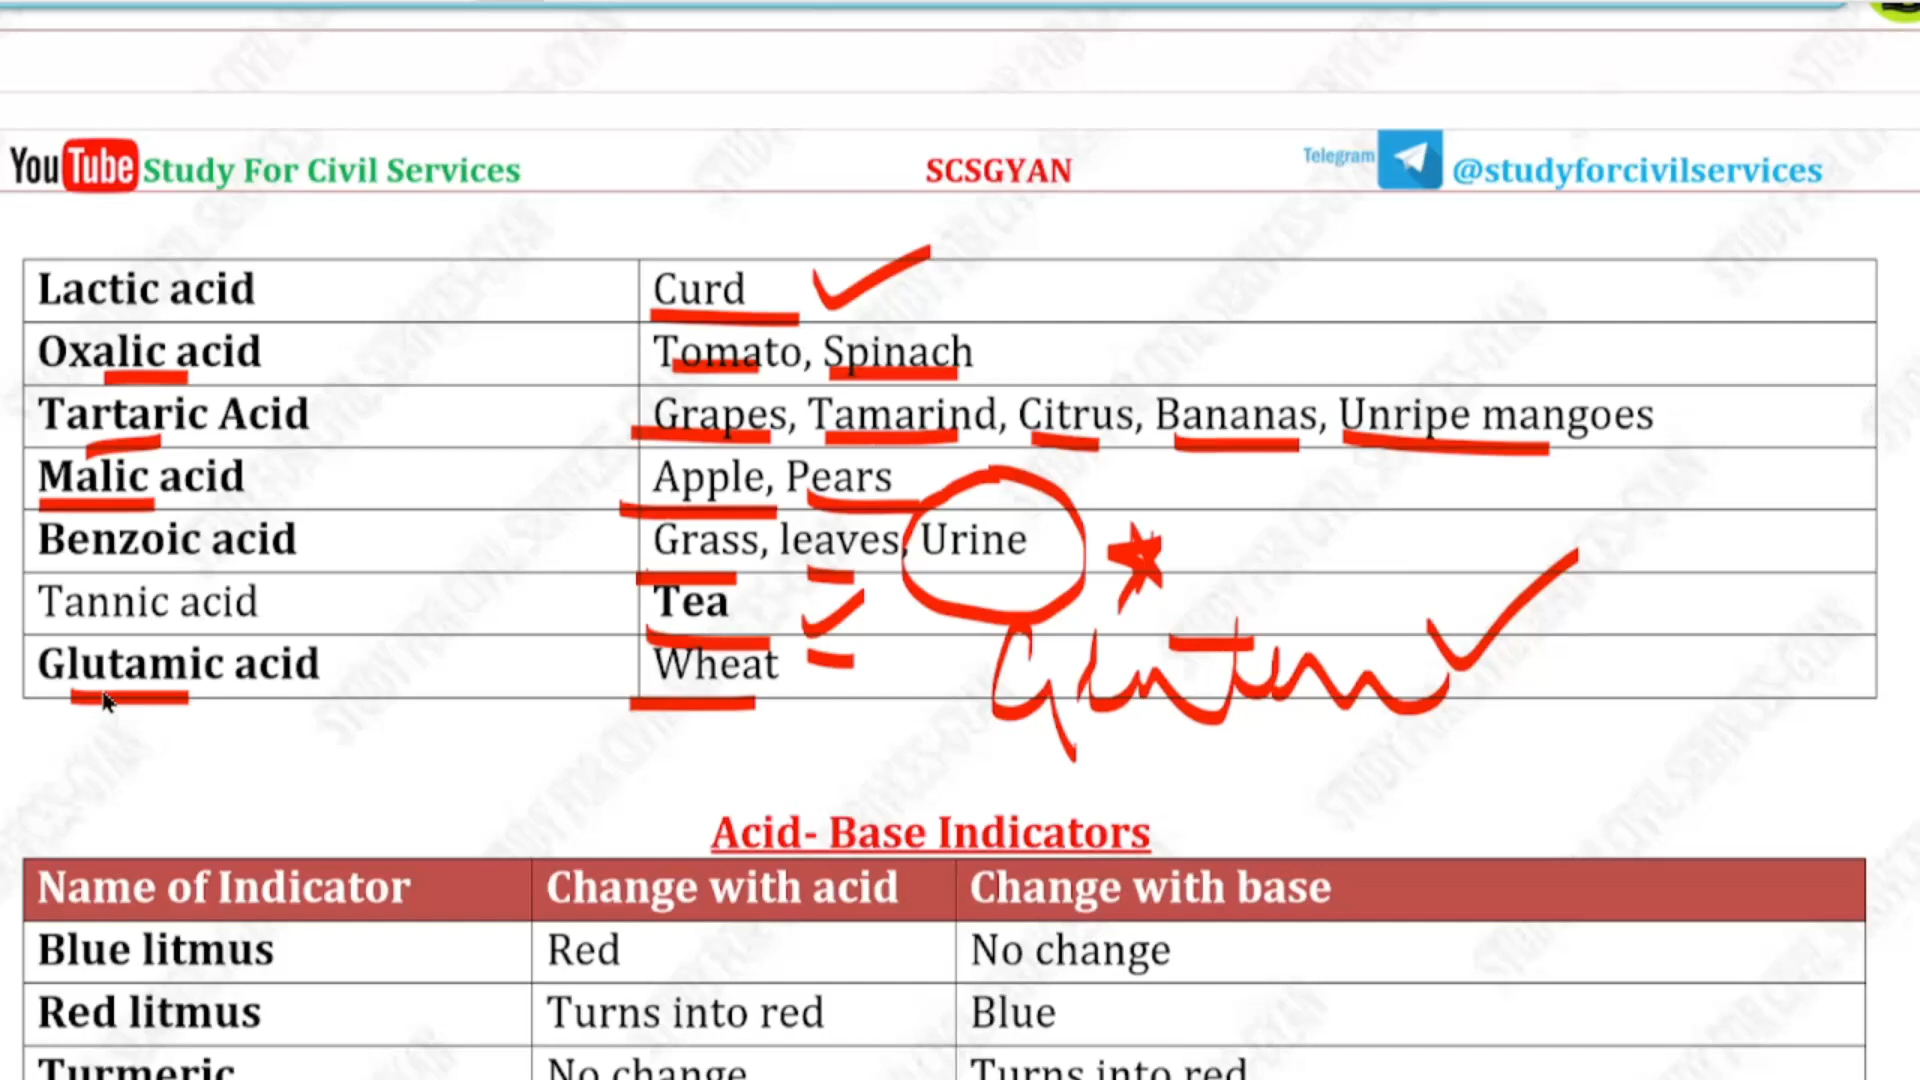 YouTube Study For Civil Services SCSGYAN Telegram @studyforcivilservices
Lactic acid Curd
Oxalic acid Tomato, Spinach
Tartaric Acid Grapes, Tamarind, Citrus, Bananas, Unripe mangoes
Malic acid Apple, Pears
Benzoic acid Grass, leaves, Urine
Tannic acid Tea
Glutamic acid Wheat Gluten
Acid- Base Indicators
Name of Indicator Change with acid Change with base
Blue litmus Red No change
Red litmus Turns into red Blue
Turmeric No change Turns into red